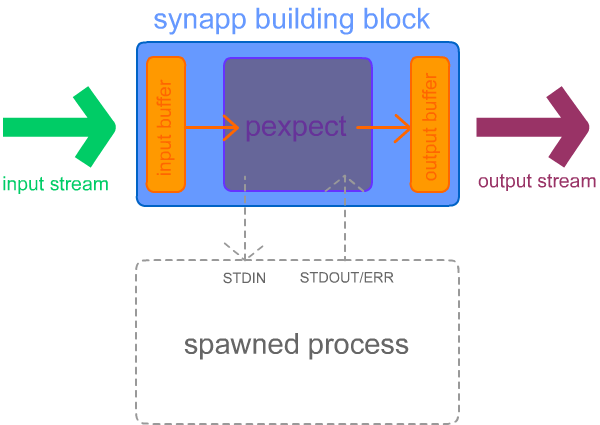 synapp building block
input buffer
pexpect
output buffer
input stream
output stream
STDIN
STDOUT/ERR
spawned process